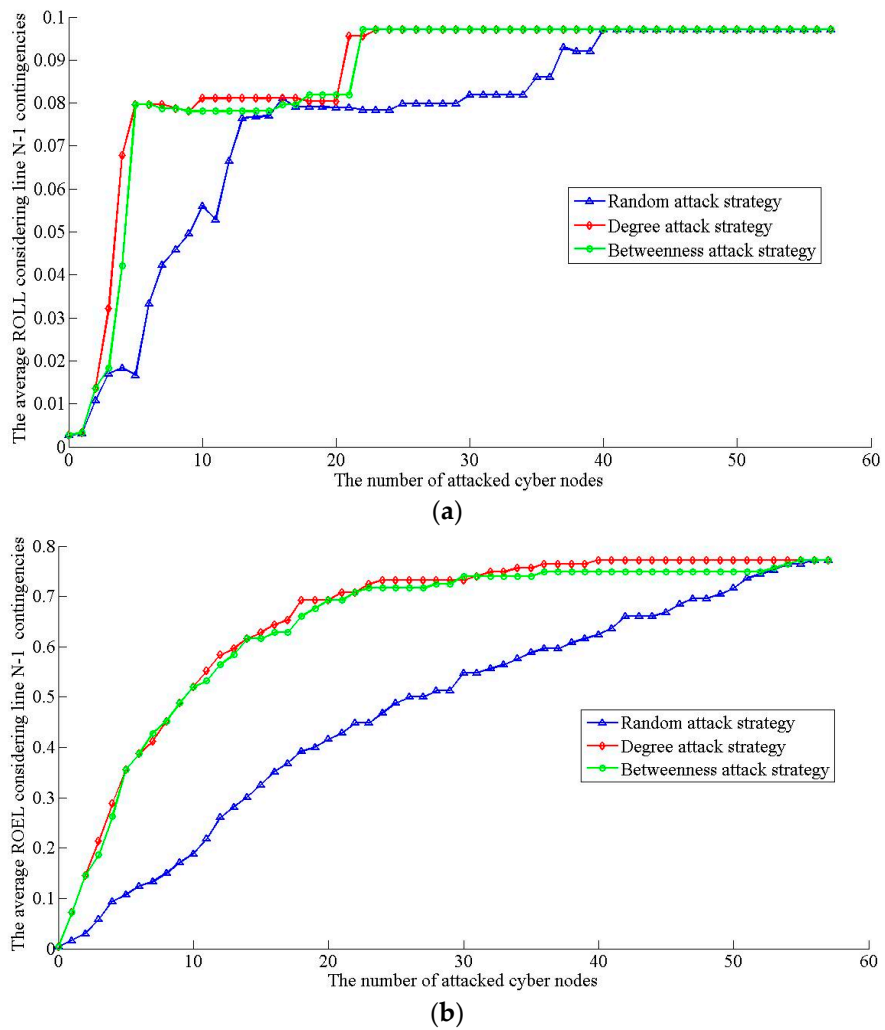 0.1
0.09
0.08
0.07
0.06
0.05
0.04
0.03
0.02
0.01
0
The average ROLL considering line N-1 contingencies
Random attack strategy
Degree attack strategy
Betweenness attack strategy
0 10 20 30 40 50 60
The number of attacked cyber nodes
(a)
0.8
0.7
0.6
0.5
0.4
0.3
0.2
0.1
0
The average ROEL considering line N-1 contingencies
Random attack strategy
Degree attack strategy
Betweenness attack strategy
0 10 20 30 40 50 60
The number of attacked cyber nodes
(b)